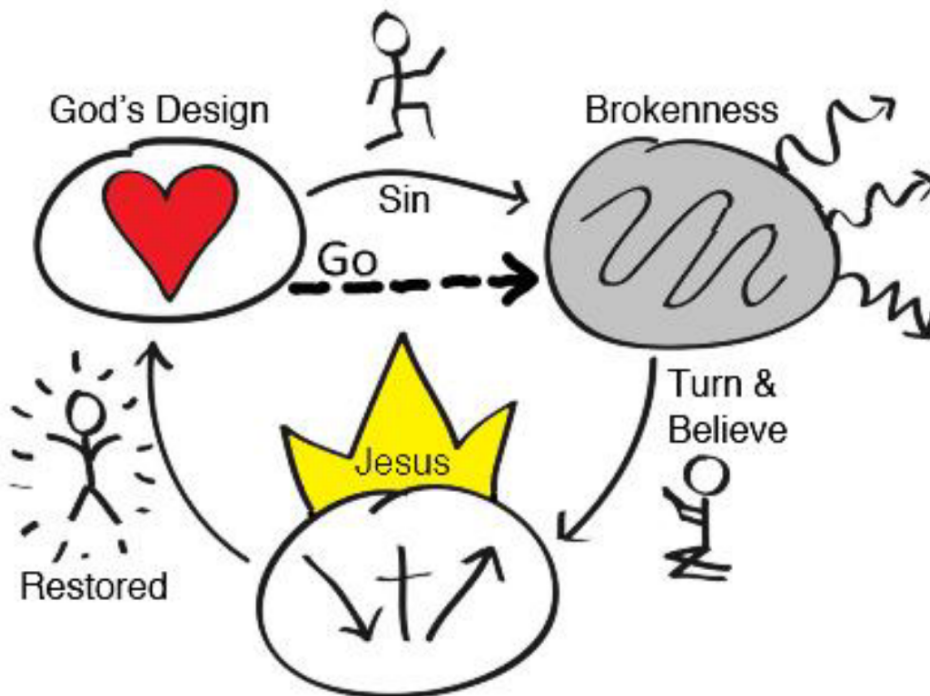 God's Design
Brokenness
Sin
Go
Turn &
Believe
Jesus
Restored